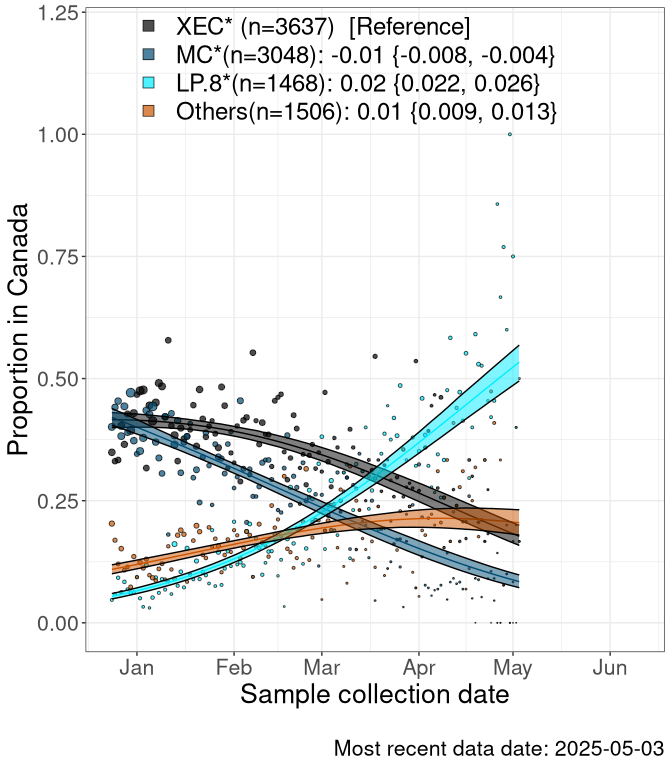 XEC* (n=3637)  [Reference]
MC*(n=3048): -0.01 {-0.008, -0.004}
LP.8*(n=1468): 0.02 {0.022, 0.026}
Others(n=1506): 0.01 {0.009, 0.013}
1.25
1.00
0.75
0.50
0.25
0.00
Proportion in Canada
Jan Feb Mar Apr May Jun
Sample collection date
Most recent data date: 2025-05-03